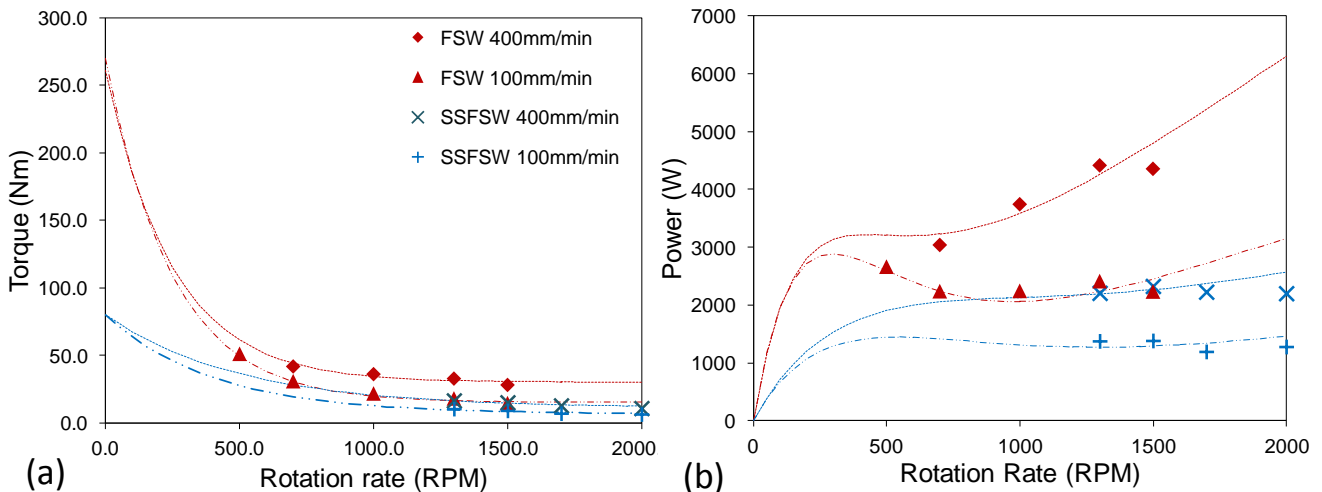 300.0
250.0
200.0
150.0
100.0
50.0
0.0
Torque (Nm)
0.0 500.0 1000.0 1500.0 2000.0
Rotation rate (RPM)
FSW 400mm/min
FSW 100mm/min
SSFSW 400mm/min
SSFSW 100mm/min
(a)
7000
6000
5000
4000
3000
2000
1000
0
Power (W)
0 500 1000 1500 2000
Rotation Rate (RPM)
(b)